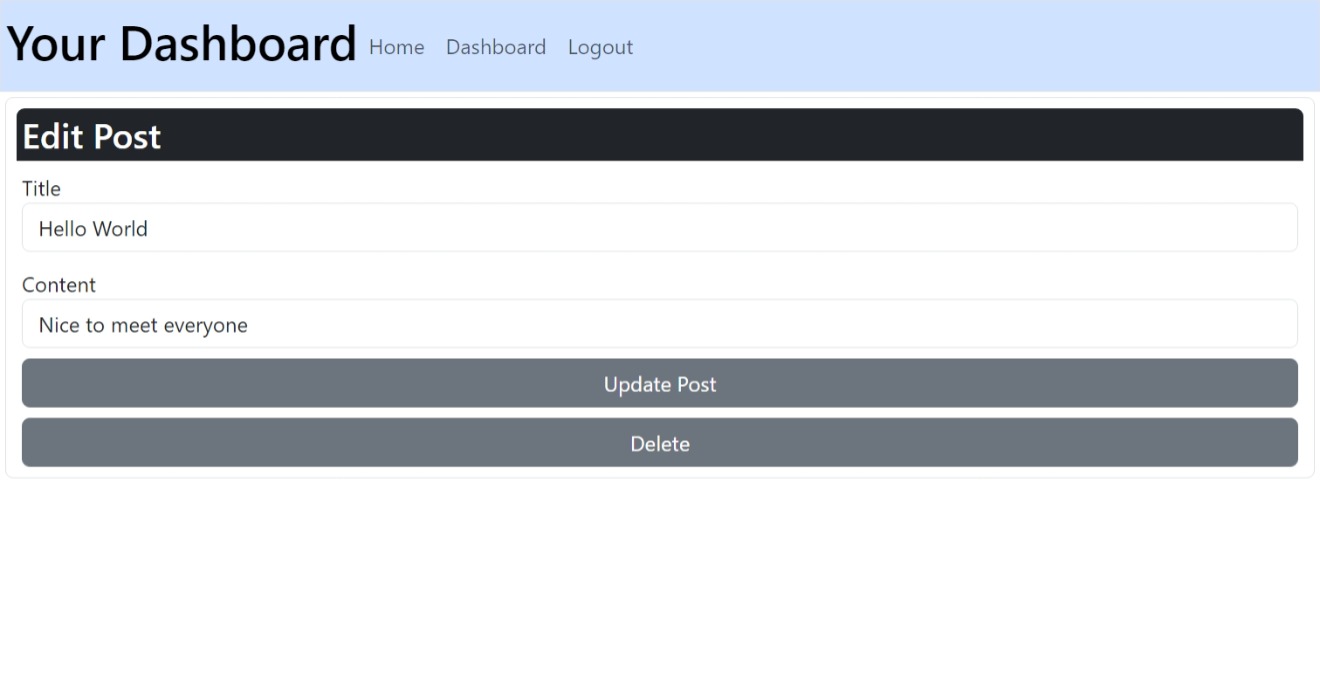 Your Dashboard Home Dashboard Logout
Edit Post
Title
Hello World
Content
Nice to meet everyone
Update Post
Delete